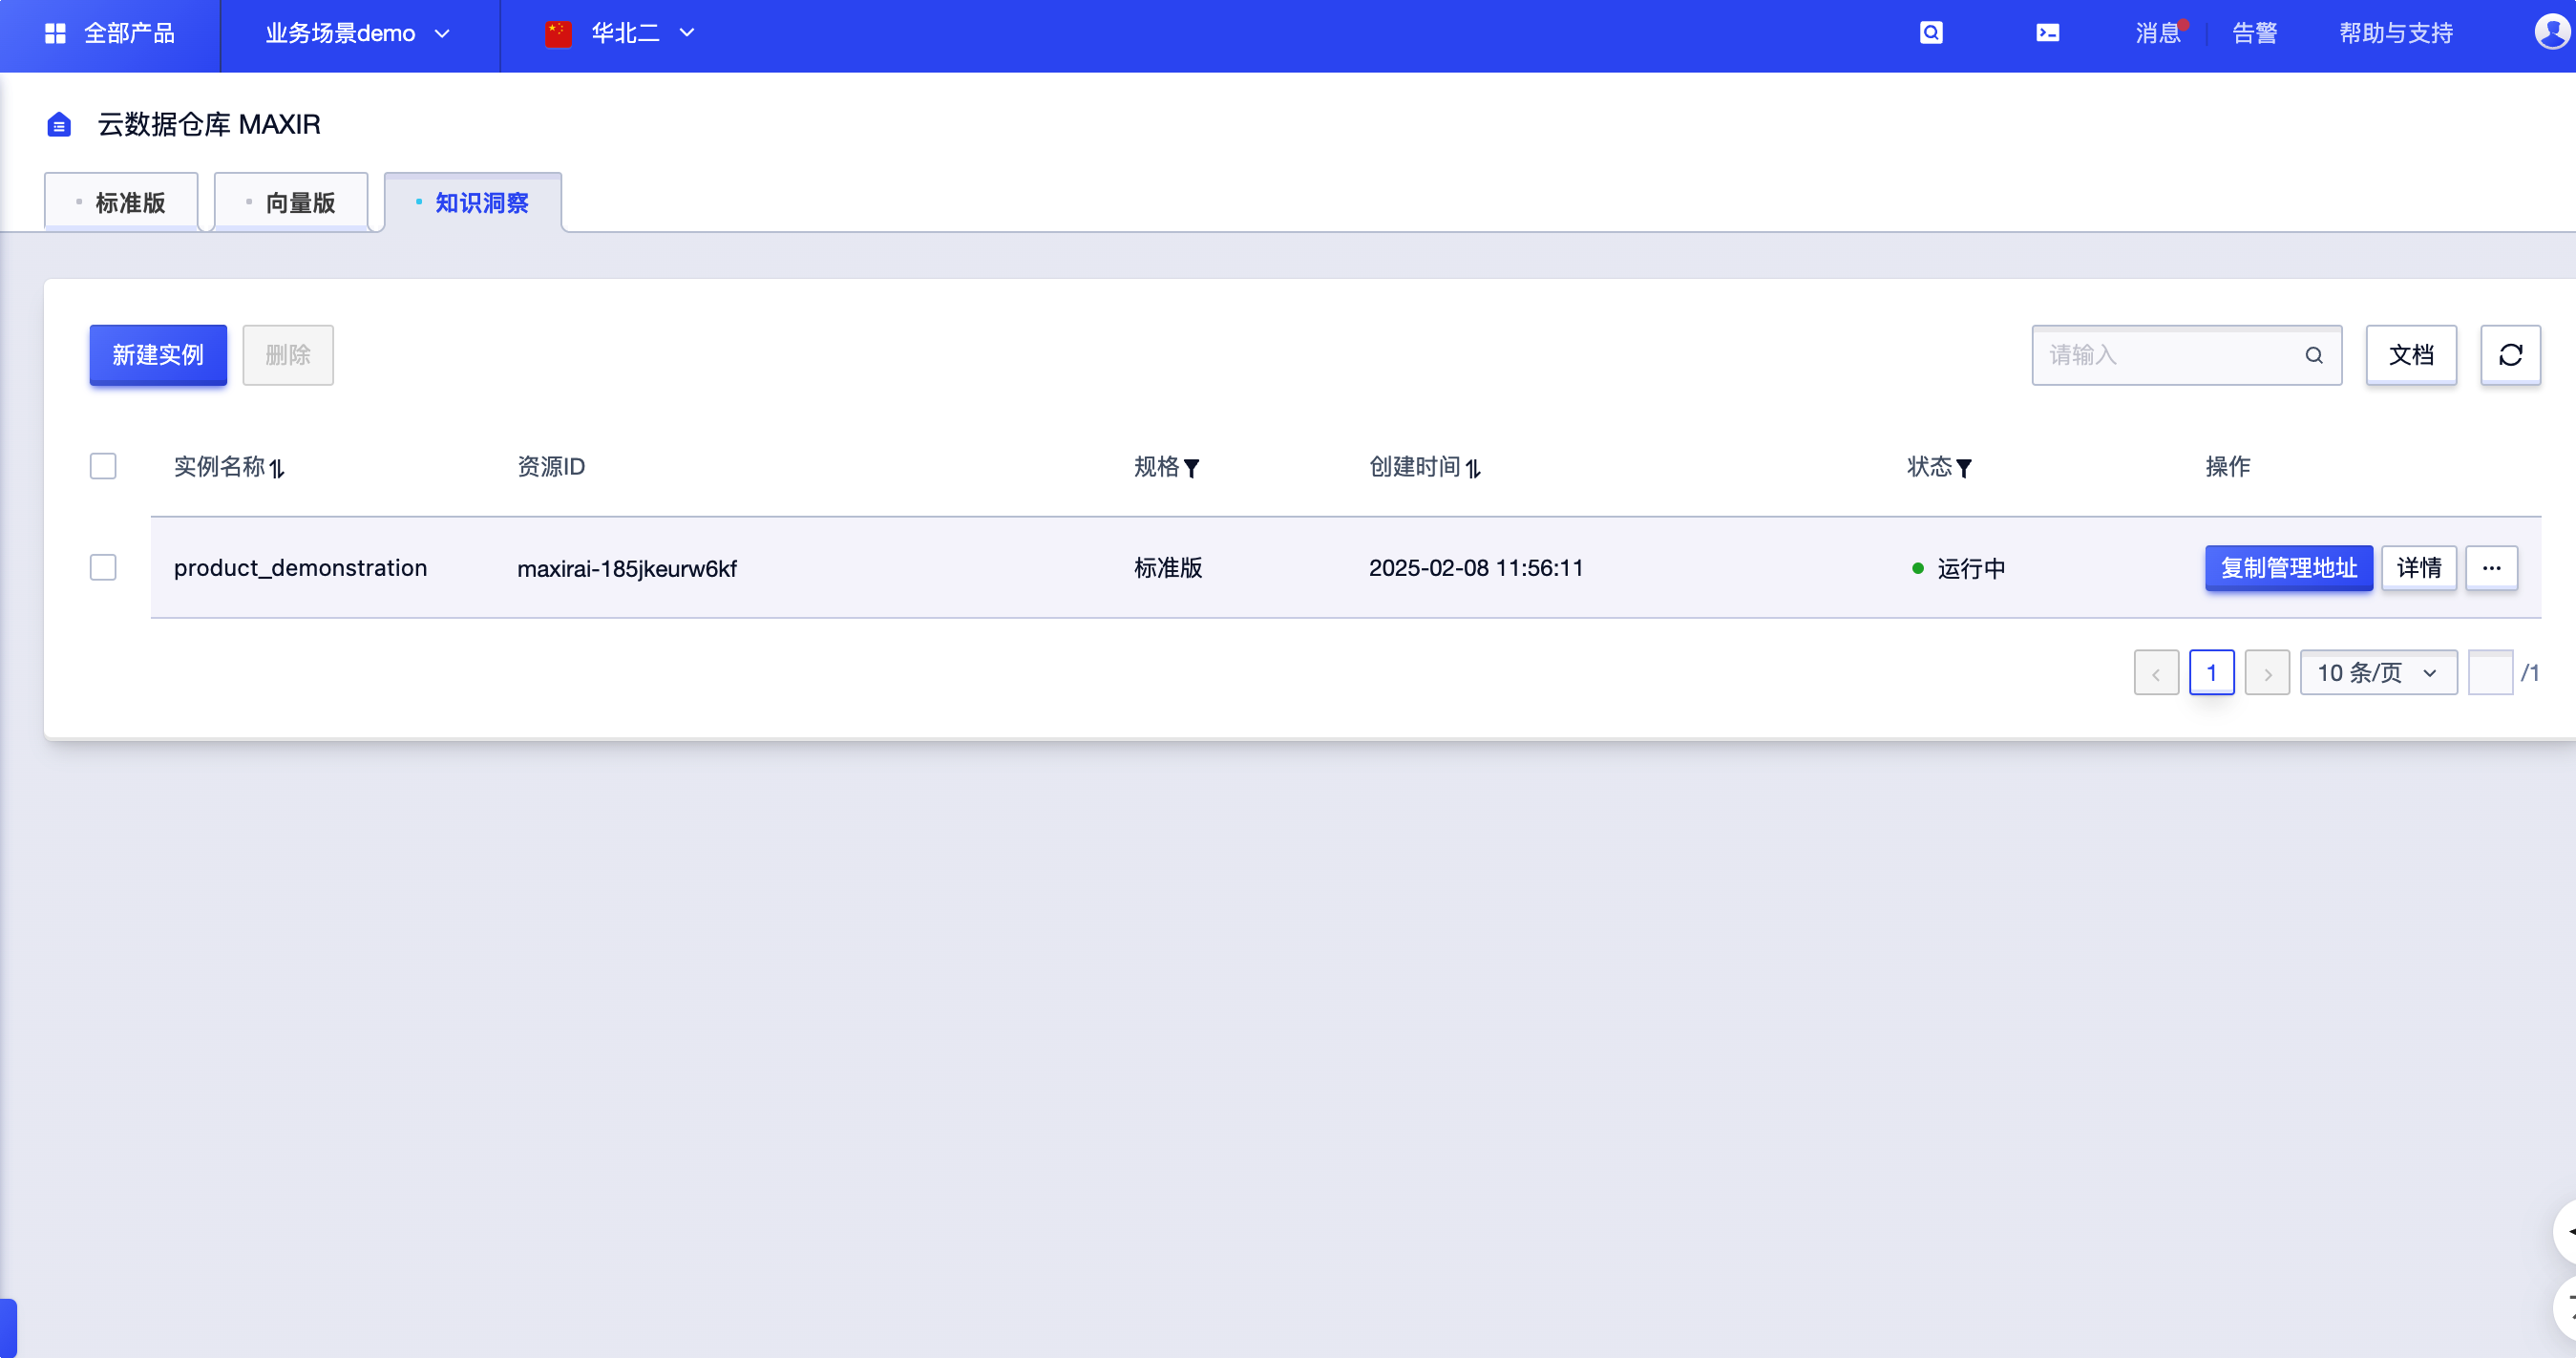 全部产品 业务场景demo 华北二 消息 告警 帮助与支持
云数据仓库 MAXIR
标准版 向量版 知识洞察
新建实例 删除 请输入 文档
实例名称 资源ID 规格 创建时间 状态 操作
product_demonstration maxirai-185jkeurw6kf 标准版 2025-02-08 11:56:11 运行中 复制管理地址 详情 ...
1 10 条/页 /1